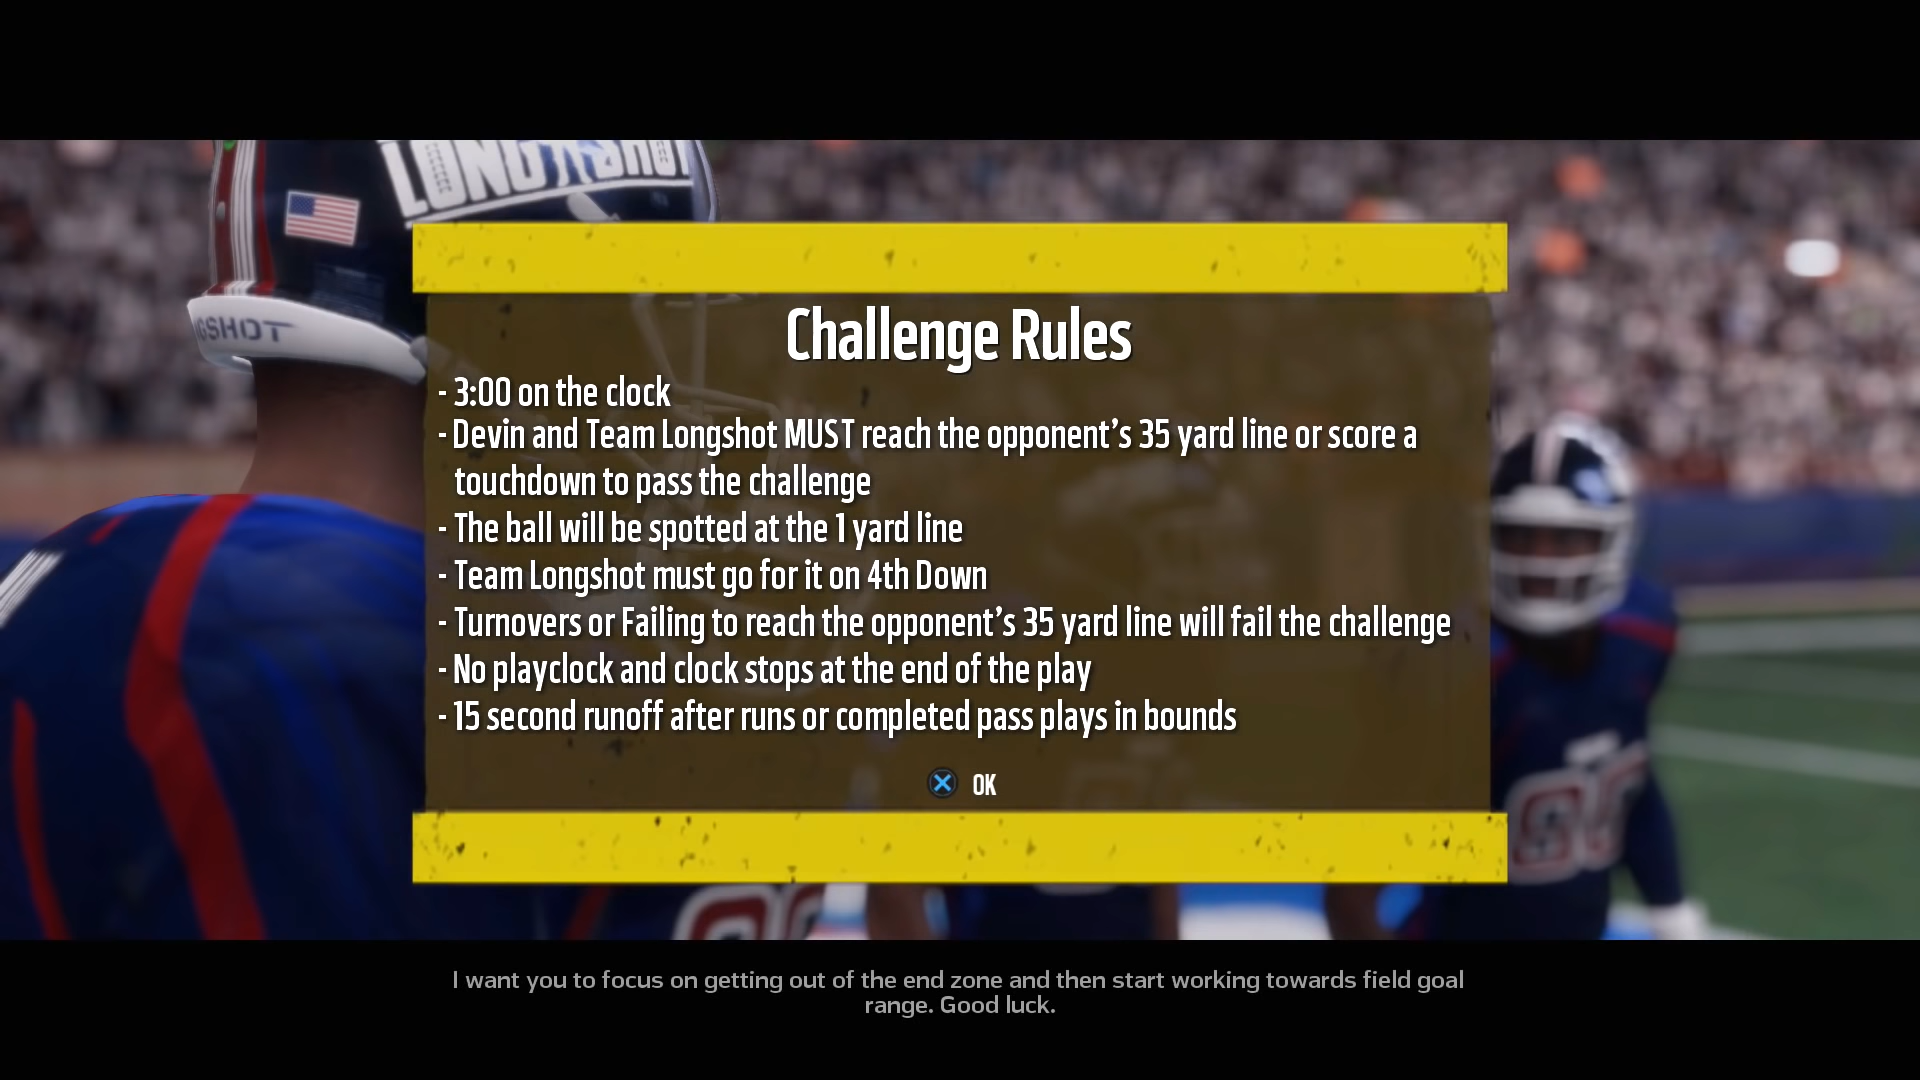 LONGSHOT
GSHOT
Challenge Rules
- 3:00 on the clock
- Devin and Team Longshot MUST reach the opponent's 35 yard line or score a
touchdown to pass the challenge
- The ball will be spotted at the 1 yard line
- Team Longshot must go for it on 4th Down
- Turnovers or Failing to reach the opponent's 35 yard line will fail the challenge
- No playclock and clock stops at the end of the play
- 15 second runoff after runs or completed pass plays in bounds
OK
I want you to focus on getting out of the end zone and then start working towards field goal
range. Good luck.